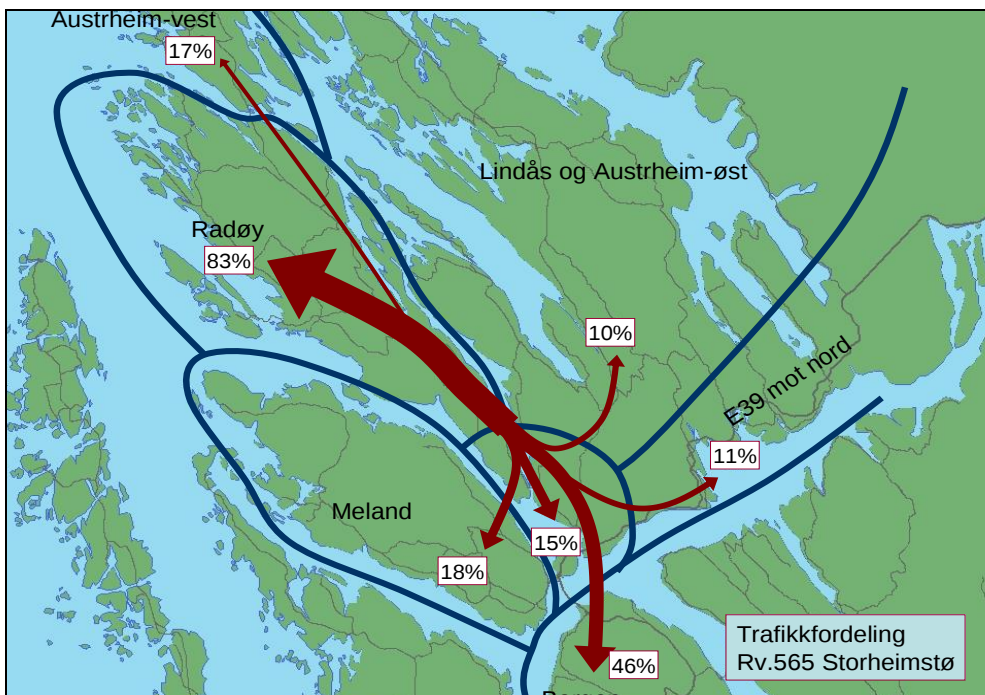 Austrheim-vest
17%
Lindås og Austrheim-øst
Radøy
83%
10%
E39 mot nord
11%
Meland
15%
18%
46%
Trafikkfordeling
Rv.565 Storheimstø